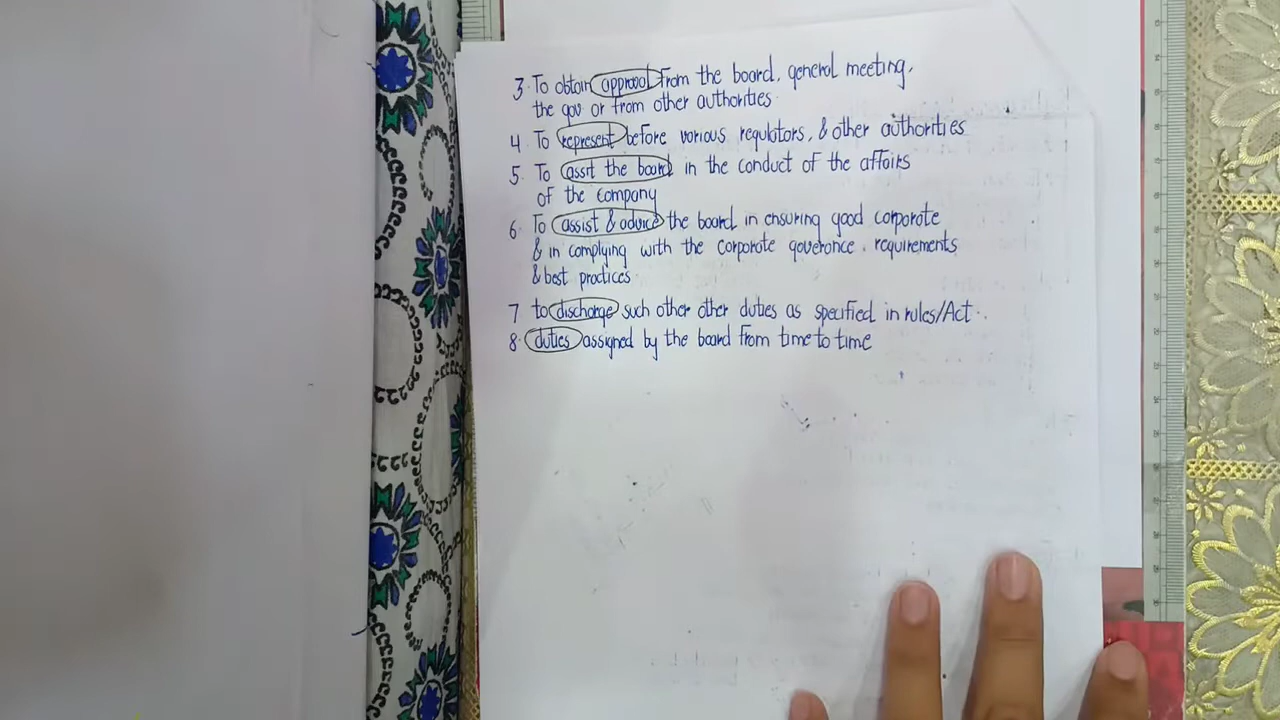 3. To obtain approval from the board, general meeting,
the gov or from other authorities.
4 To represent before various regulators, & other authorities
5. To assit the board in the conduct of the affairs
of the company
6. To assist & advice the board in ensuring good corporate
& in complying with the corporate goverance. requirements
& best practices.
7 to discharge such other other duties as specified in rules/Act..
8. duties assigned by the board from time to time